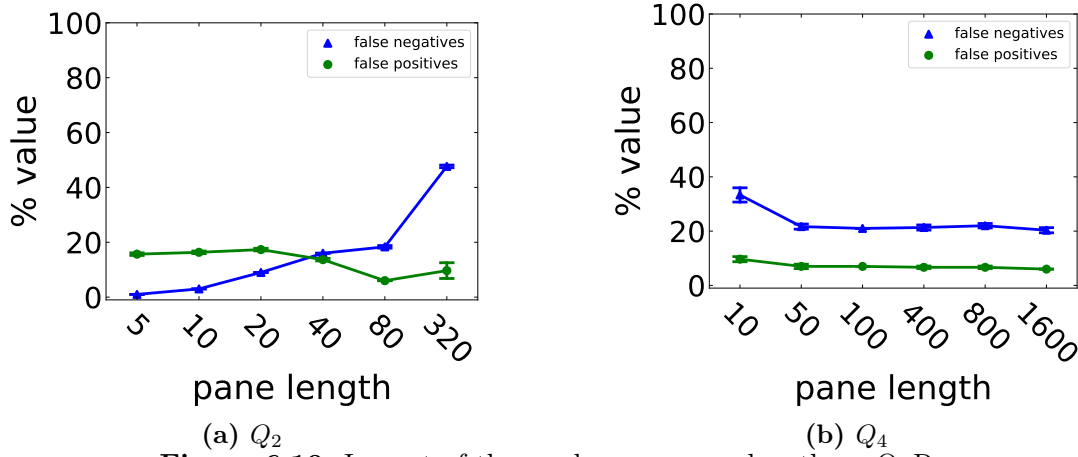 100
80
60
40
20
0
% value
false negatives
false positives
5 10 20 40 80 320
pane length
(a) Q2
100
80
60
40
20
0
% value
false negatives
false positives
10 50 100 400 800 1600
pane length
(b) Q4